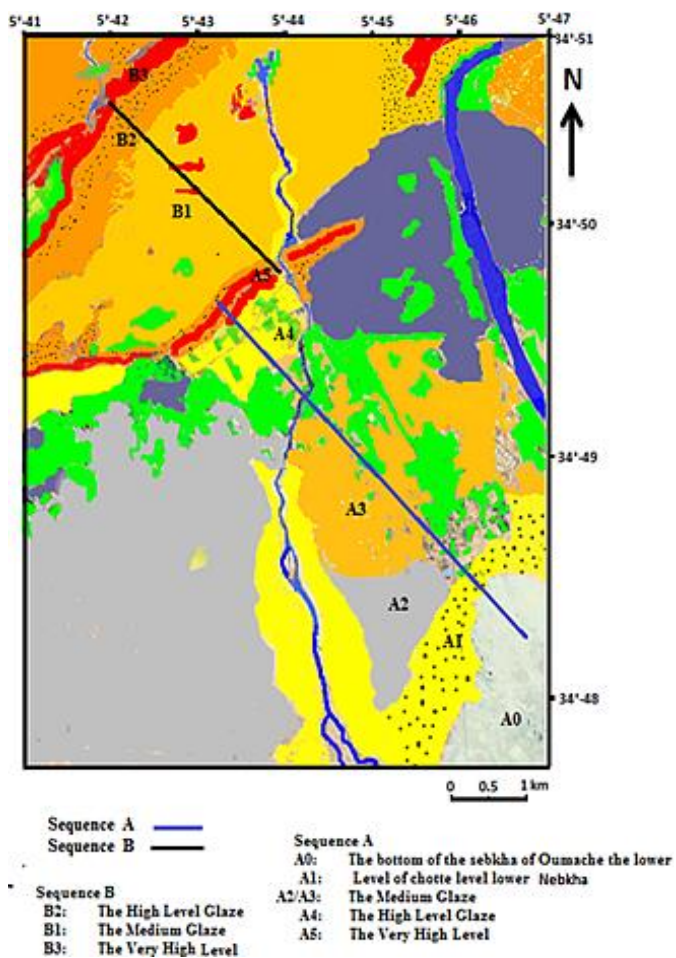 5°-41 5°-42 5°-43 5°-44 5°-45 5°-46 5°-47
34°-51
B3
N
B2
34°-50
B1
A5
A4
34°-49
A3
A2
A1
34°-48
A0
0 0.5 1 km
Sequence A
Sequence B
Sequence B
B2: The High Level Glaze
B1: The Medium Glaze
B3: The Very High Level
Sequence A
A0: The bottom of the sebkha of Oumache the lower
A1: Level of chotte level lower Nebkha
A2/A3: The Medium Glaze
A4: The High Level Glaze
A5: The Very High Level